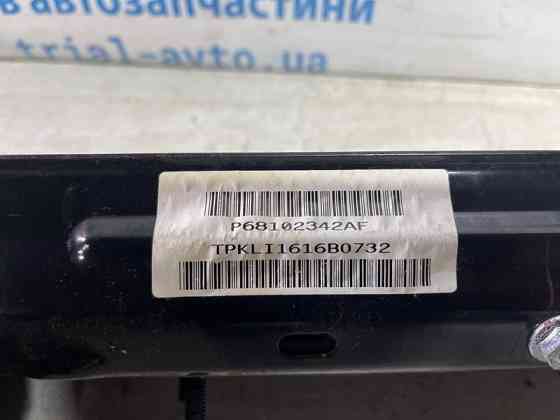 в автозапчастини
trial-avto.ua
P68102342AF
TPKLI1616B0732